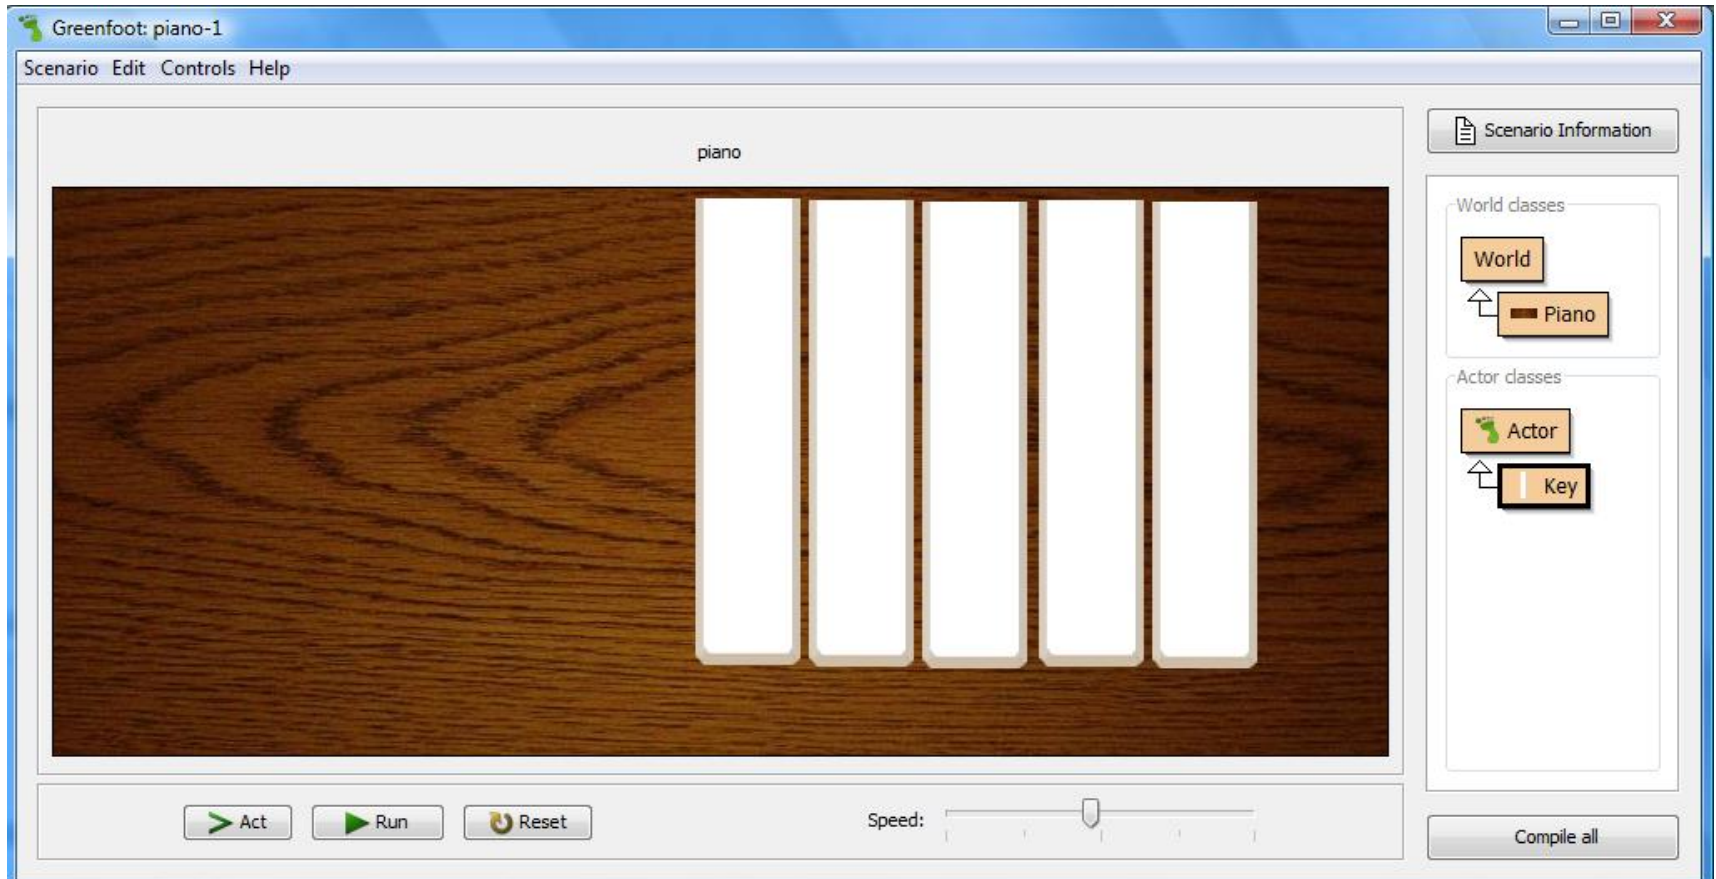 Greenfoot: piano-1
Scenario Edit Controls Help
piano
Scenario Information
World classes
World
Piano
Actor classes
Actor
Key
Act
Run
Reset
Speed:
Compile all